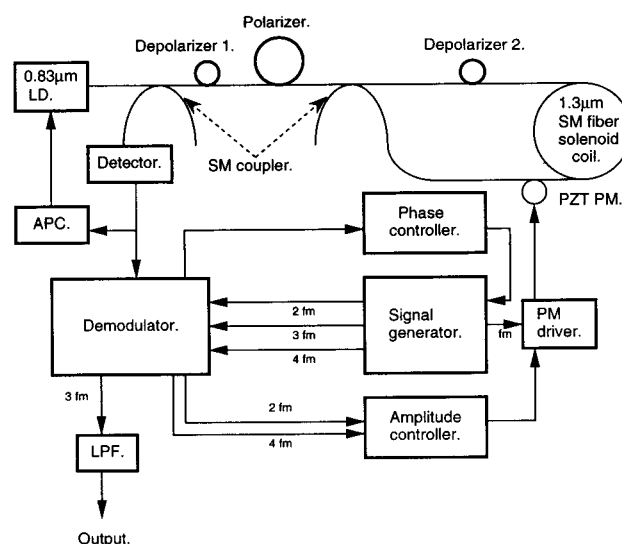 Polarizer.
Depolarizer 1.
Depolarizer 2.
0.83µm
LD.
1.3µm
SM fiber
solenoid
coil.
Detector.
SM coupler.
PZT PM.
APC.
Phase
controller.
Demodulator.
2 fm
3 fm
4 fm
Signal
generator.
fm
PM
driver.
3 fm
2 fm
4 fm
Amplitude
controller.
LPF.
Output.